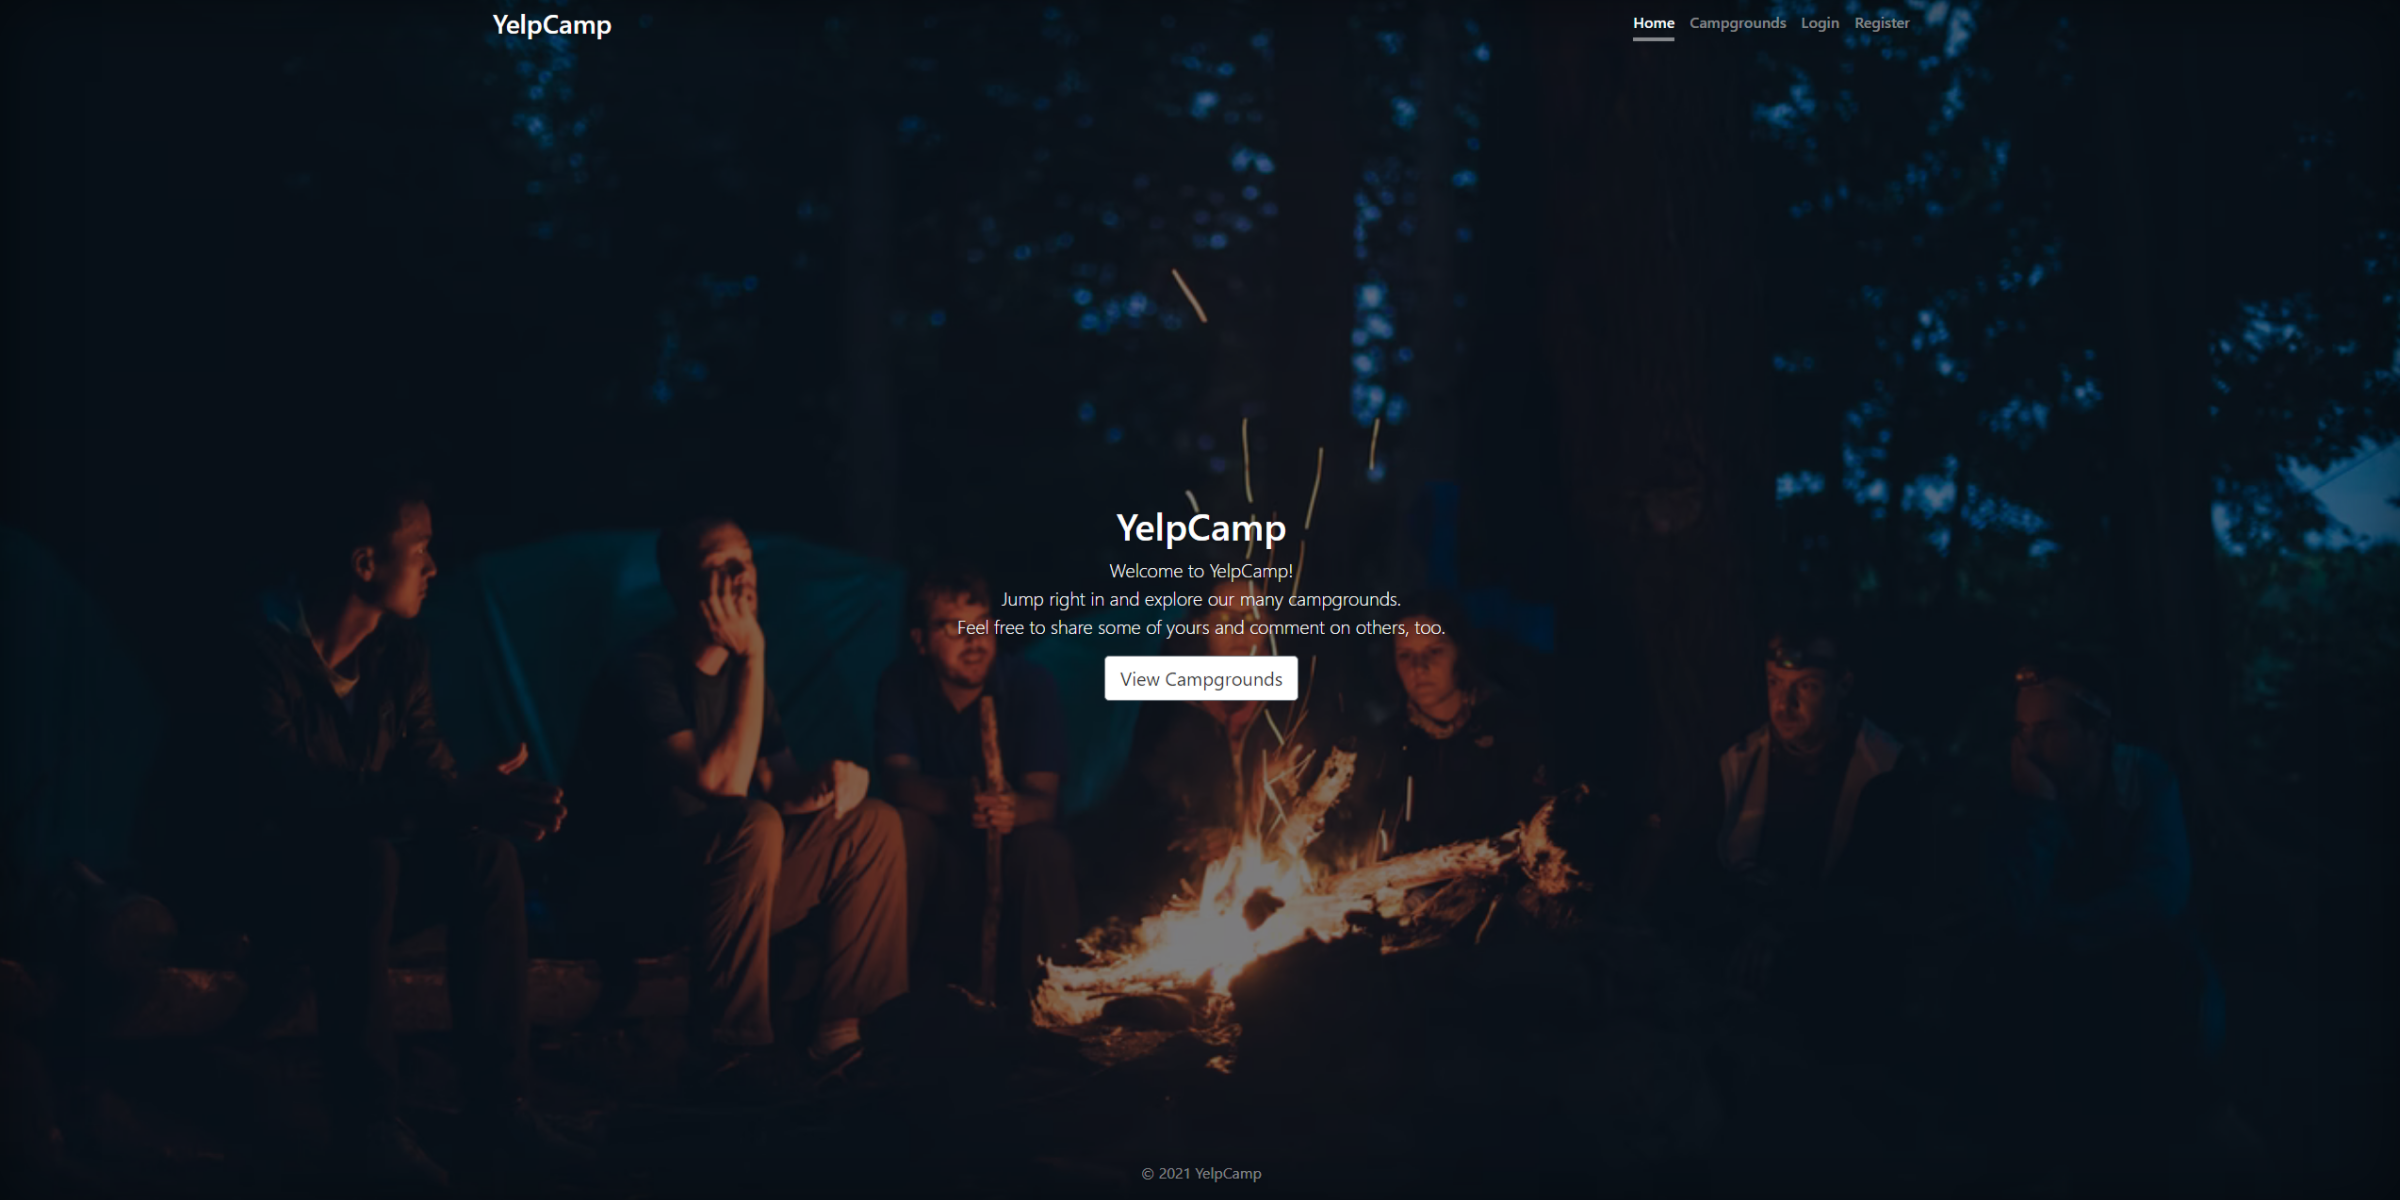 YelpCamp
Home Campgrounds Login Register
YelpCamp
Welcome to YelpCamp!
Jump right in and explore our many campgrounds.
Feel free to share some of yours and comment on others, too.
View Campgrounds
© 2021 YelpCamp